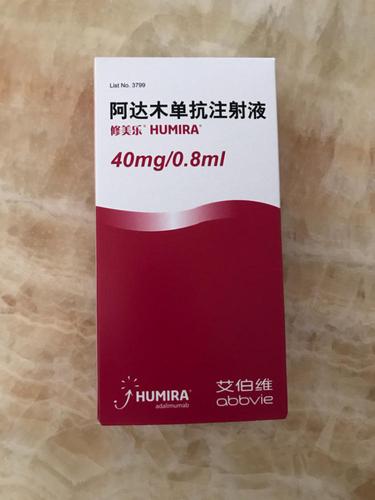 List No. 3799
阿达木单抗注射液
修美乐® HUMIRA®
40mg/0.8ml
HUMIRA®
adalimumab
艾伯维
abbvie